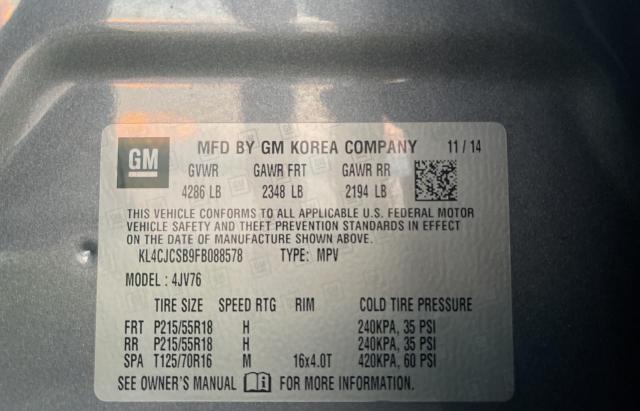 GM
MFD BY GM KOREA COMPANY 11/14
GVWR GAWR FRT GAWR RR
4286 LB 2348 LB 2194 LB
THIS VEHICLE CONFORMS TO ALL APPLICABLE U.S. FEDERAL MOTOR
VEHICLE SAFETY AND THEFT PREVENTION STANDARDS IN EFFECT
ON THE DATE OF MANUFACTURE SHOWN ABOVE.
KL4CJCSB9FB088578 TYPE: MPV
MODEL: 4JV76
TIRE SIZE SPEED RTG RIM COLD TIRE PRESSURE
FRT P215/55R18 H 240KPA, 35 PSI
RR P215/55R18 H 240KPA, 35 PSI
SPA T125/70R16 M 16x4.0T 420KPA, 60 PSI
SEE OWNER'S MANUAL FOR MORE INFORMATION.